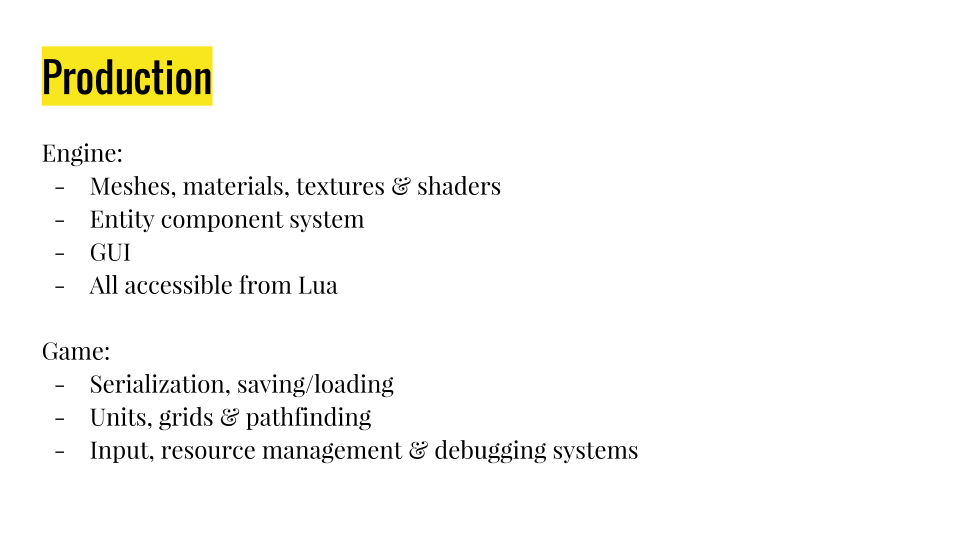 Production
Engine:
- Meshes, materials, textures & shaders
- Entity component system
- GUI
- All accessible from Lua
Game:
- Serialization, saving/loading
- Units, grids & pathfinding
- Input, resource management & debugging systems